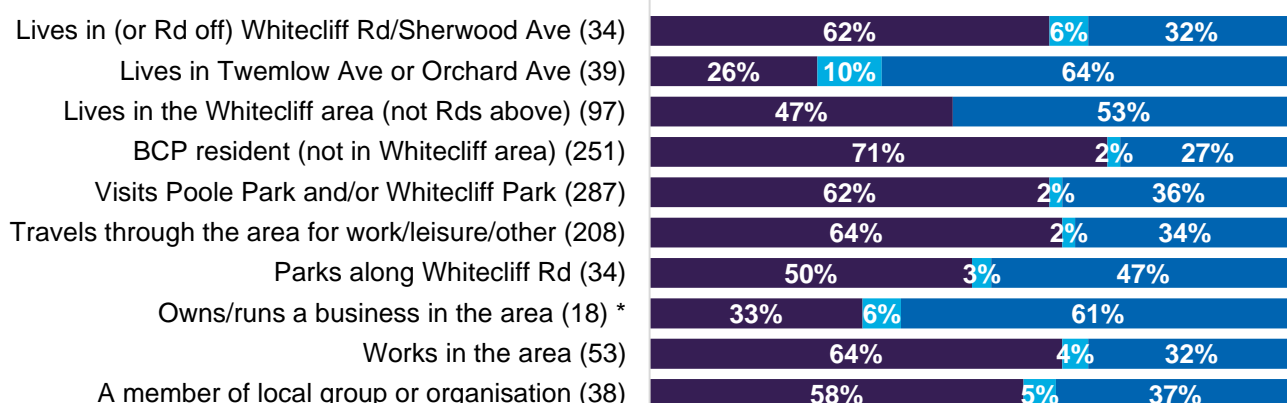 Lives in (or Rd off) Whitecliff Rd/Sherwood Ave (34) 62% 6% 32%
Lives in Twemlow Ave or Orchard Ave (39) 26% 10% 64%
Lives in the Whitecliff area (not Rds above) (97) 47% 53%
BCP resident (not in Whitecliff area) (251) 71% 2% 27%
Visits Poole Park and/or Whitecliff Park (287) 62% 2% 36%
Travels through the area for work/leisure/other (208) 64% 2% 34%
Parks along Whitecliff Rd (34) 50% 3% 47%
Owns/runs a business in the area (18) * 33% 6% 61%
Works in the area (53) 64% 4% 32%
A member of local group or organisation (38) 58% 5% 37%